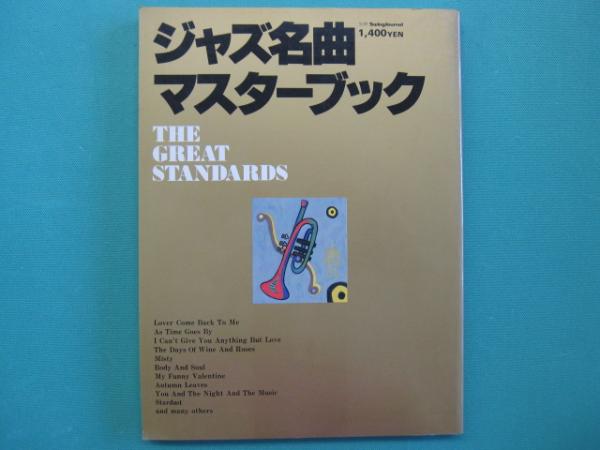 ジャズ名曲
マスターブック
別冊 SwingJournal
1,400YEN
THE
GREAT
STANDARDS
Lover Come Back To Me
As Time Goes By
I Can't Give You Anything But Love
The Days Of Wine And Roses
Misty
Body And Soul
My Funny Valentine
Autumn Leaves
You And The Night And The Music
Stardust
and many others